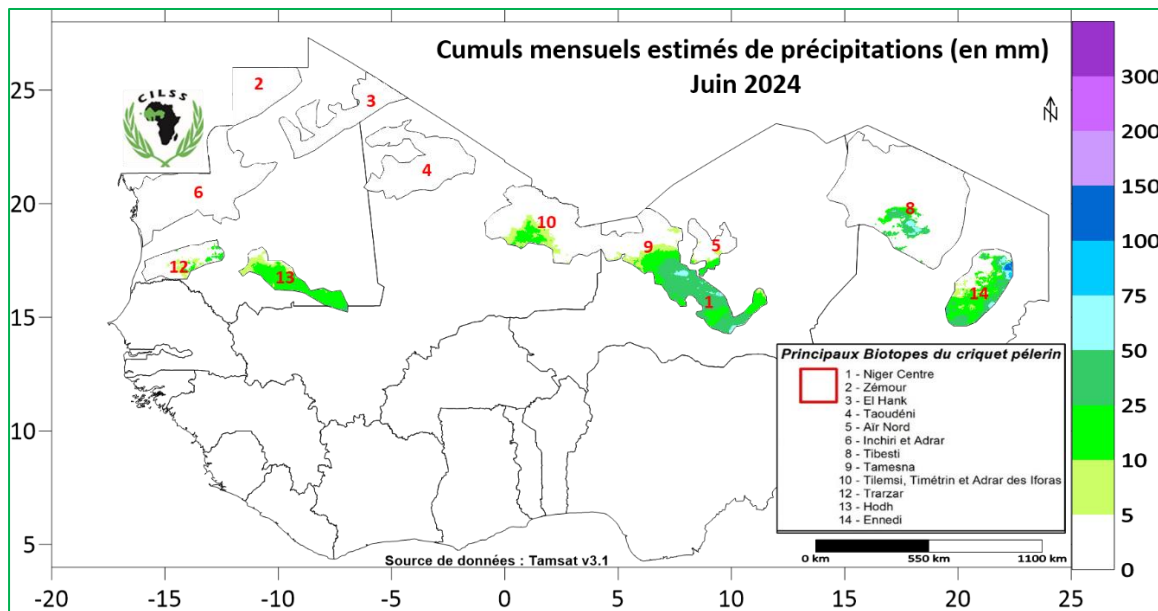 Cumuls mensuels estimés de précipitations (en mm)
Juin 2024
CILSS
N
25
20
15
10
5
-20 -15 -10 -5 0 5 10 15 20 25
2
3
4
6
10
8
9
5
12
13
1
14
Principaux Biotopes du criquet pélerin
1 - Niger Centre
2 - Zémour
3 - El Hank
4 - Taoudéni
5 - Aïr Nord
6 - Inchiri et Adrar
8 - Tibesti
9 - Tamesna
10 - Tilemsi, Timétrin et Adrar des Iforas
12 - Trarzar
13 - Hodh
14 - Ennedi
0 km 550 km 1100 km
Source de données : Tamsat v3.1
300
200
150
100
75
50
25
10
5
0